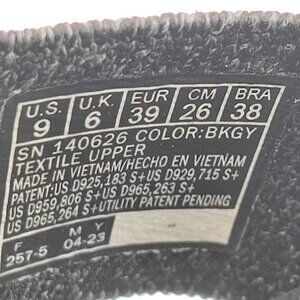 U.S. U.K. EUR CM BRA
9 6 39 26 38
SN 140626 COLOR:BKGY
TEXTILE UPPER
MADE IN VIETNAM/HECHO EN VIETNAM
PATENT:US D925,183 S+US D929,715 S+
US D959,806 S+US D965,263 S+
US D965,264 S+ UTILITY PATENT PENDING
F M Y
257-5 04-23